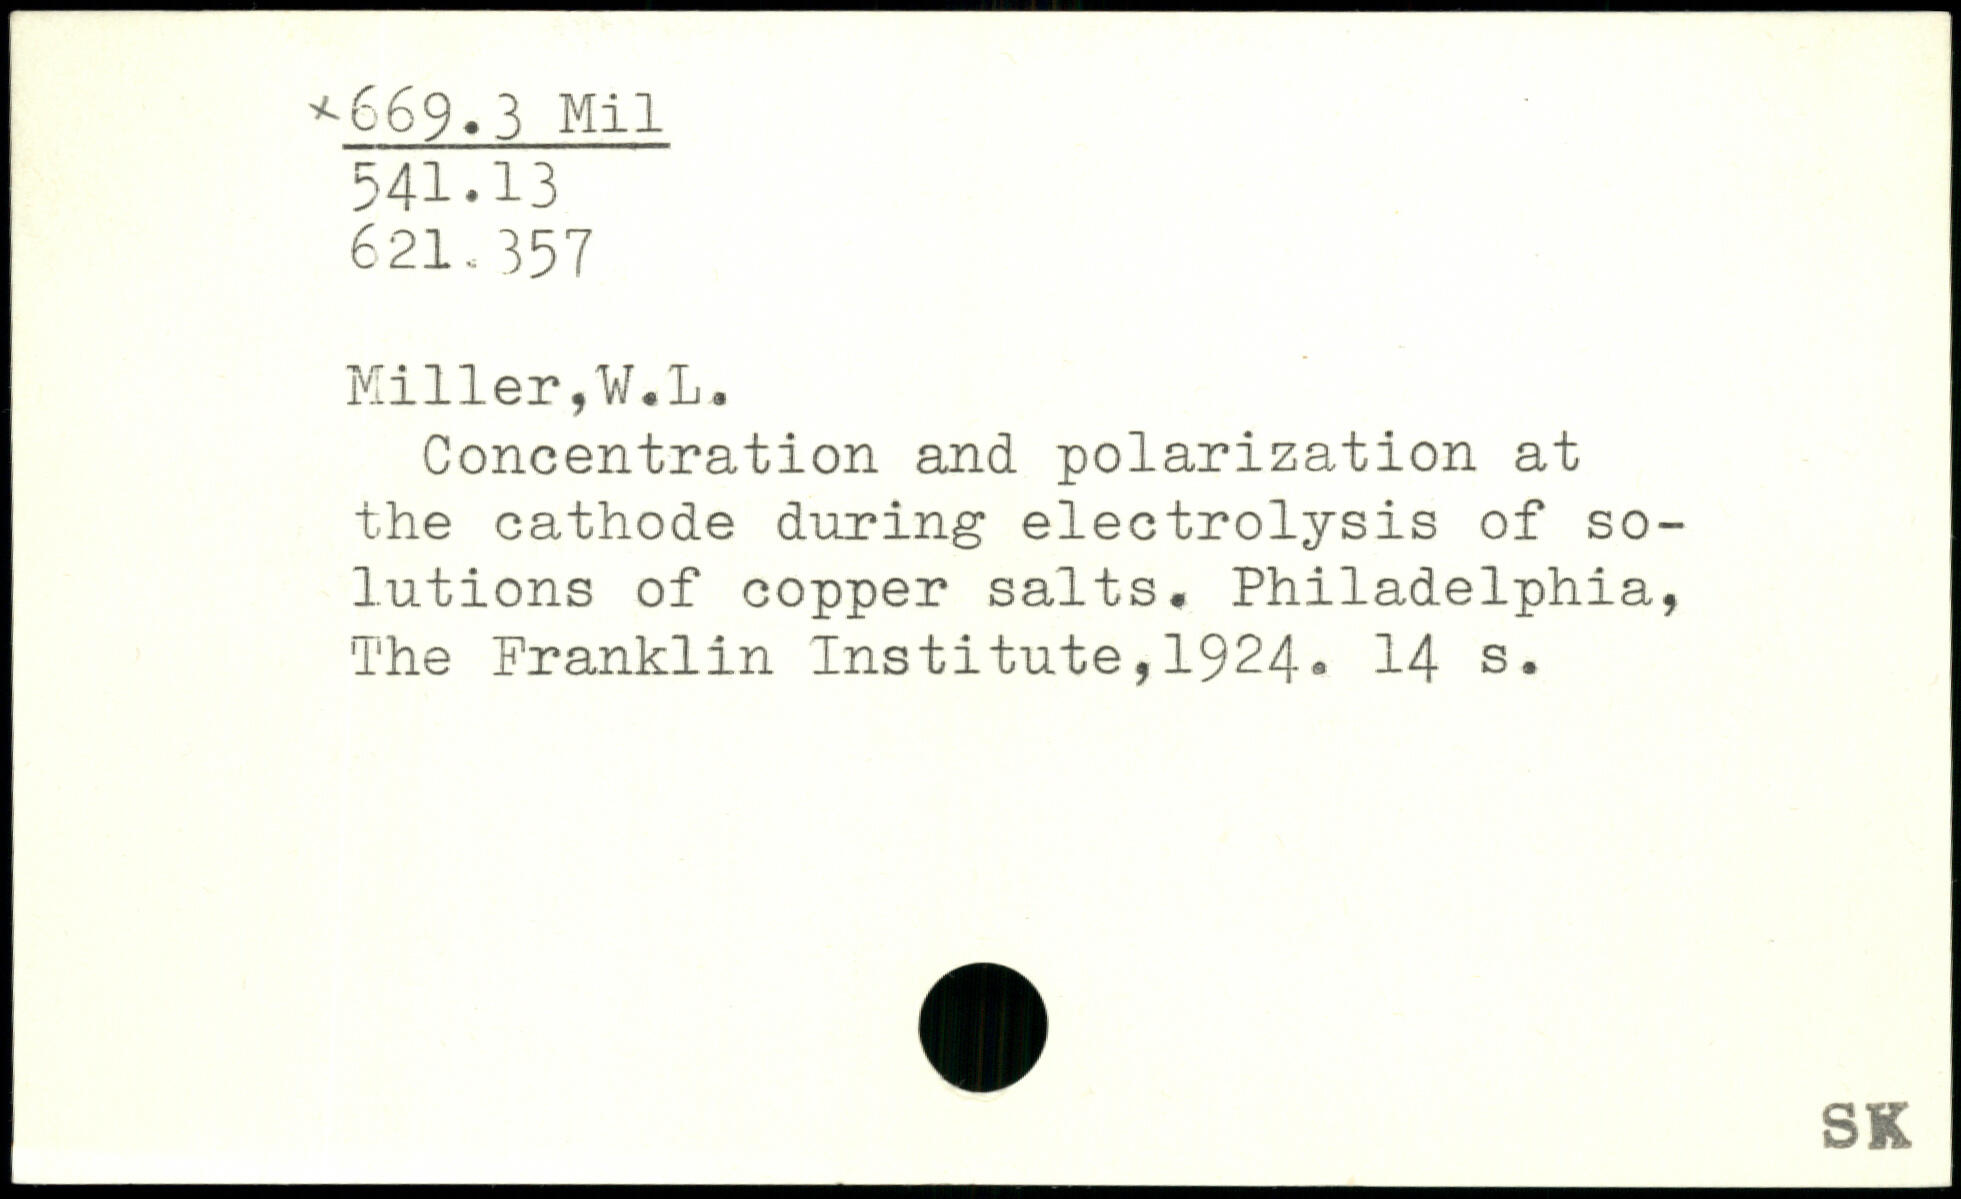 ×669.3 Mil
541.13
621.357
Miller,W.L.
Concentration and polarization at
the cathode during electrolysis of so-
lutions of copper salts. Philadelphia,
The Franklin Institute,1924. 14 s.
SK